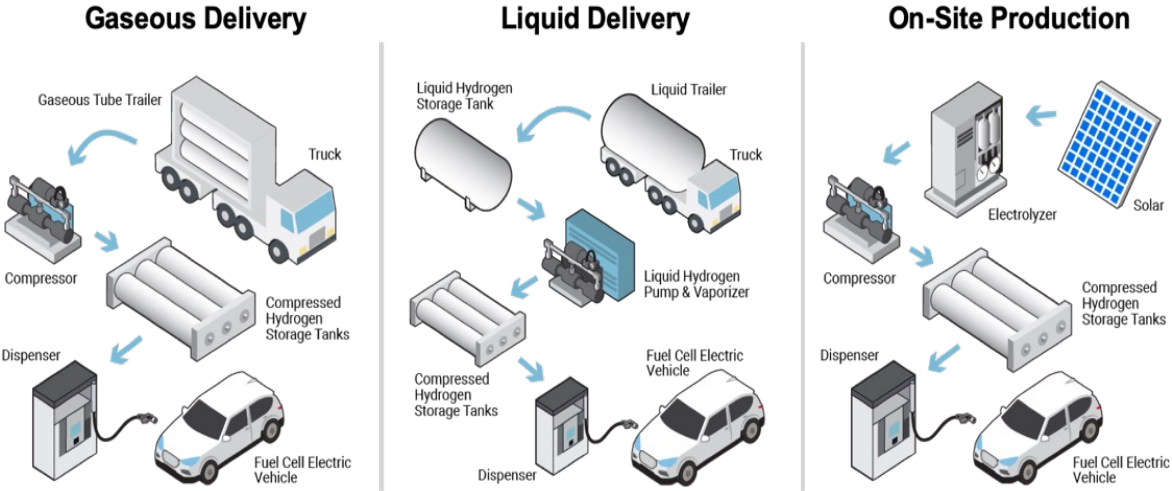 Gaseous Delivery
Gaseous Tube Trailer
Truck
Compressor
Compressed
Hydrogen
Storage Tanks
Dispenser
Fuel Cell Electric
Vehicle
Liquid Delivery
Liquid Hydrogen
Storage Tank
Liquid Trailer
Truck
Liquid Hydrogen
Pump & Vaporizer
Compressed
Hydrogen
Storage Tanks
Fuel Cell Electric
Vehicle
Dispenser
On-Site Production
Electrolyzer
Solar
Compressor
Compressed
Hydrogen
Storage Tanks
Dispenser
Fuel Cell Electric
Vehicle